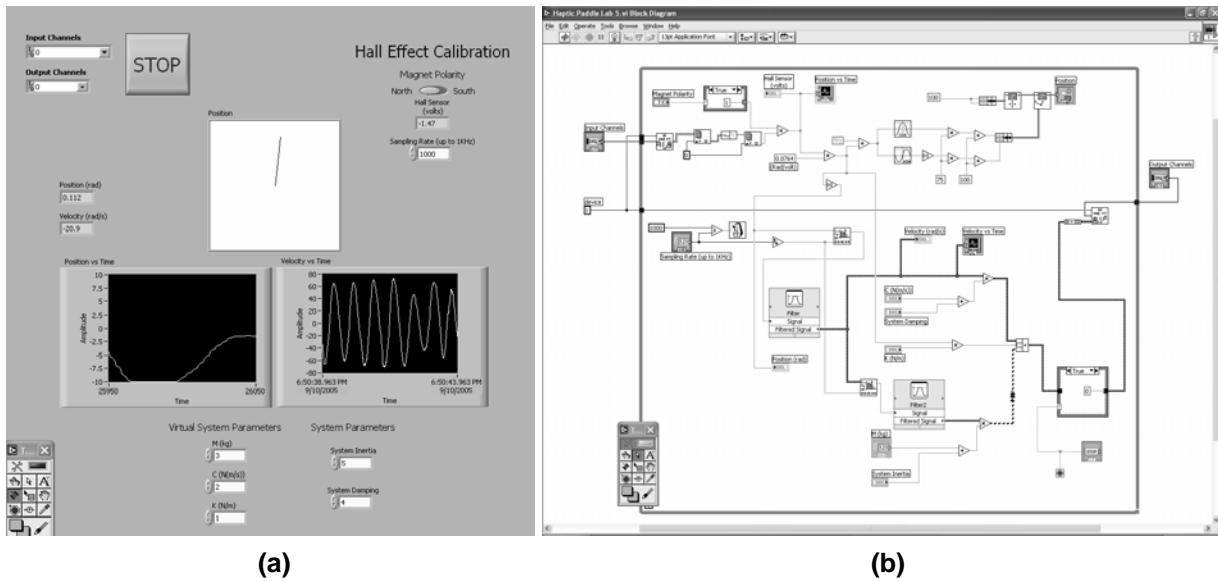 Input Channels
0
Output Channels
0
STOP
Hall Effect Calibration
Magnet Polarity
North South
Hall Sensor
(volts)
-1.47
Sampling Rate (up to 1KHz)
1000
Position
Position (rad)
0.112
Velocity (rad/s)
-20.9
Position vs Time
10
7.5
5
2.5
0
-2.5
-5
-7.5
-10
Amplitude
25950
26050
Time
Velocity vs Time
80
60
40
20
0
-20
-40
-60
-80
Amplitude
6:50:38.963 PM
9/10/2005
6:50:43.963 PM
9/10/2005
Time
Virtual System Parameters
M (kg)
3
C (N(m/s))
2
K (N/m)
1
System Parameters
System Inertia
5
System Damping
4
T...
(a)
Haptic Paddle Lab 5.vi Block Diagram
File Edit Operate Tools Browse Window Help
13pt Application Font
Magnet Polarity
True
Hall Sensor
(volts)
Position vs Time
Position
100
Input Channels
0.0764
(Rad/volt)
75
100
Output Channels
device
1000
Sampling Rate (up to 1KHz)
Velocity (rad/s)
Velocity vs Time
Filter
Signal
Filtered Signal
C (N(m/s))
System Damping
K (N/m)
Position (rad)
True
Filter2
Signal
Filtered Signal
M (kg)
System Inertia
STOP
T...
(b)